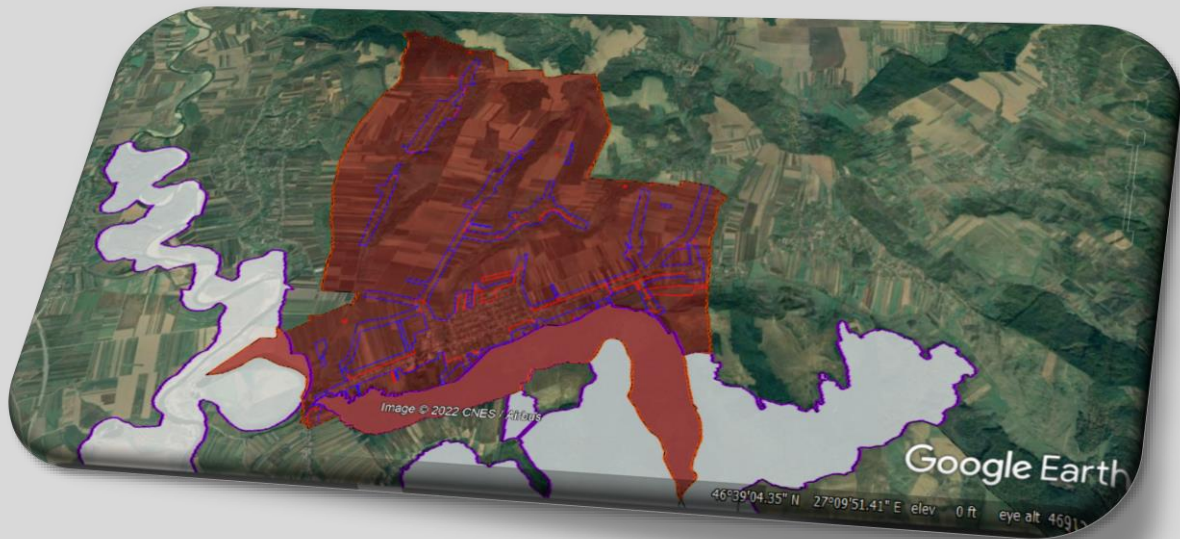 Image © 2022 CNES / Airbus
Google Earth
46°39'04.35" N 27°09'51.41" E elev 0 ft eye alt